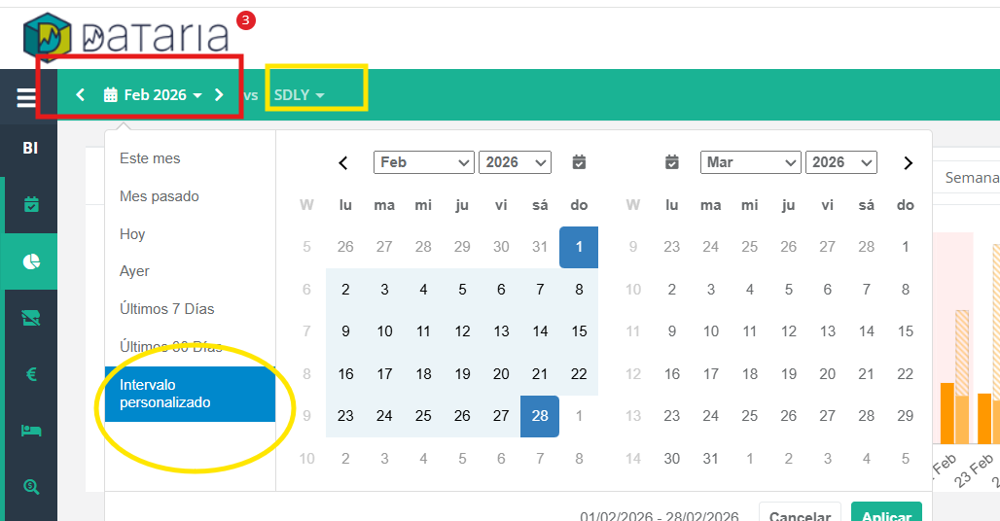 DATARIA 3
Feb 2026 vs SDLY
BI
Este mes
Mes pasado
Hoy
Ayer
Últimos 7 Días
Últimos 30 Días
Intervalo
personalizado
Feb 2026
W lu ma mi ju vi sá do
5 26 27 28 29 30 31 1
6 2 3 4 5 6 7 8
7 9 10 11 12 13 14 15
8 16 17 18 19 20 21 22
9 23 24 25 26 27 28 1
10 2 3 4 5 6 7 8
Mar 2026
W lu ma mi ju vi sá do
9 23 24 25 26 27 28 1
10 2 3 4 5 6 7 8
11 9 10 11 12 13 14 15
12 16 17 18 19 20 21 22
13 23 24 25 26 27 28 29
14 30 31 1 2 3 4 5
01/02/2026 - 28/02/2026 Cancelar Aplicar
Semana
Feb
23 Feb